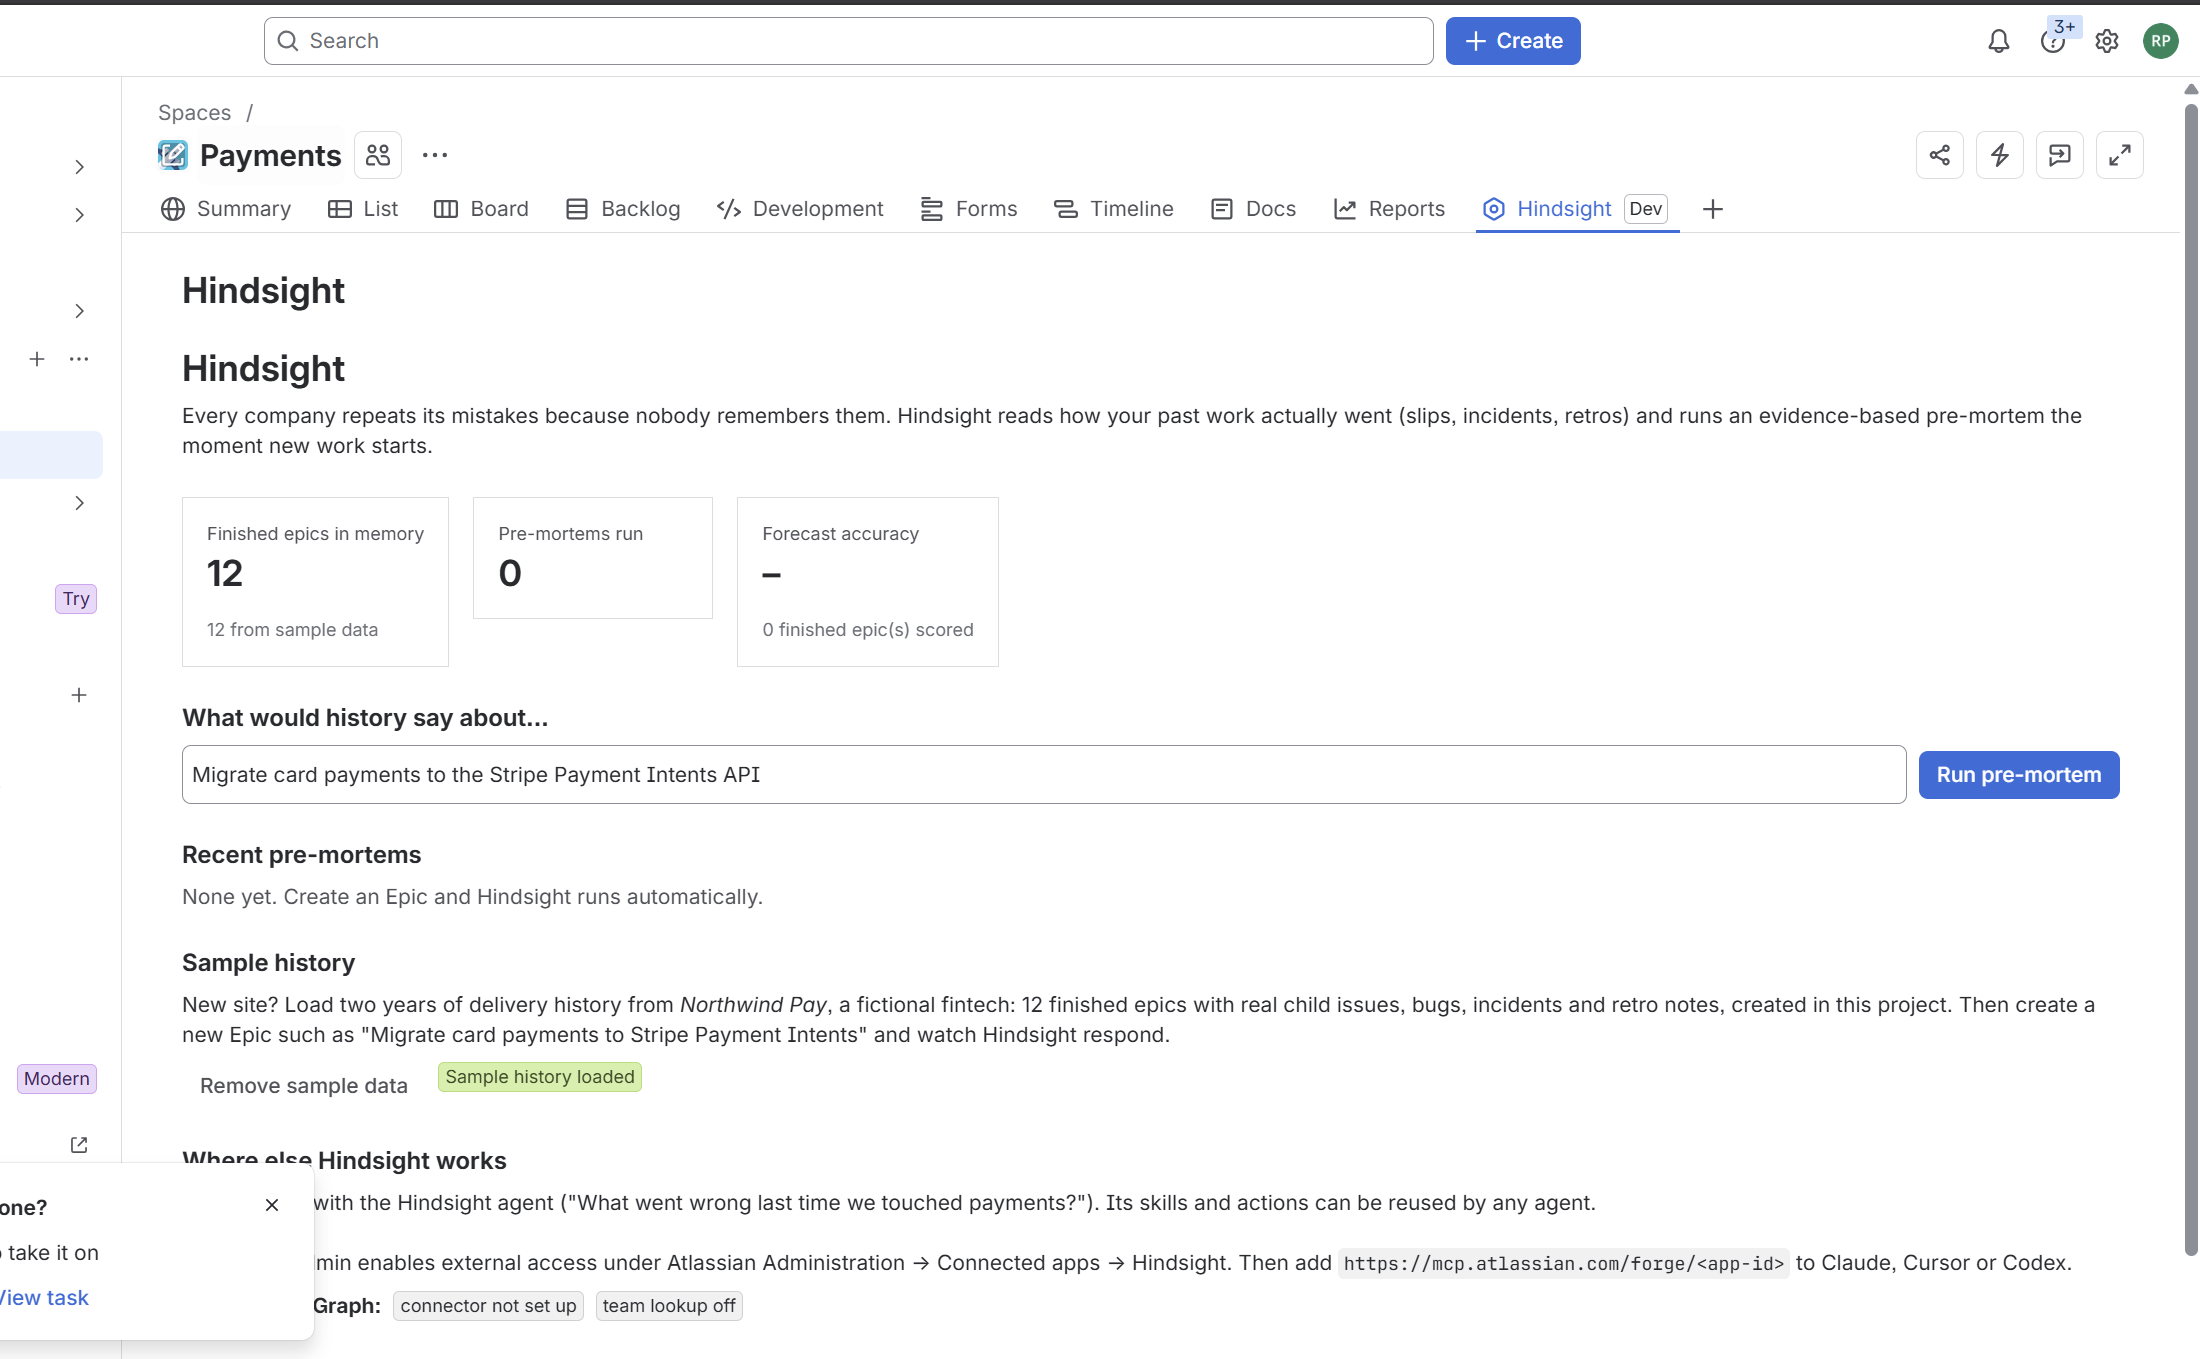 Search
Create
3+
RP
Spaces /
Payments
Summary
List
Board
Backlog
Development
Forms
Timeline
Docs
Reports
Hindsight Dev
Hindsight
Hindsight
Every company repeats its mistakes because nobody remembers them. Hindsight reads how your past work actually went (slips, incidents, retros) and runs an evidence-based pre-mortem the
moment new work starts.
Finished epics in memory
12
12 from sample data
Pre-mortems run
0
Forecast accuracy
–
0 finished epic(s) scored
Try
What would history say about...
Migrate card payments to the Stripe Payment Intents API
Run pre-mortem
Recent pre-mortems
None yet. Create an Epic and Hindsight runs automatically.
Sample history
New site? Load two years of delivery history from Northwind Pay, a fictional fintech: 12 finished epics with real child issues, bugs, incidents and retro notes, created in this project. Then create a
new Epic such as "Migrate card payments to Stripe Payment Intents" and watch Hindsight respond.
Remove sample data
Sample history loaded
Modern
Where else Hindsight works
with the Hindsight agent ("What went wrong last time we touched payments?"). Its skills and actions can be reused by any agent.
min enables external access under Atlassian Administration → Connected apps → Hindsight. Then add https://mcp.atlassian.com/forge/<app-id> to Claude, Cursor or Codex.
Graph: connector not set up team lookup off
one?
take it on
View task